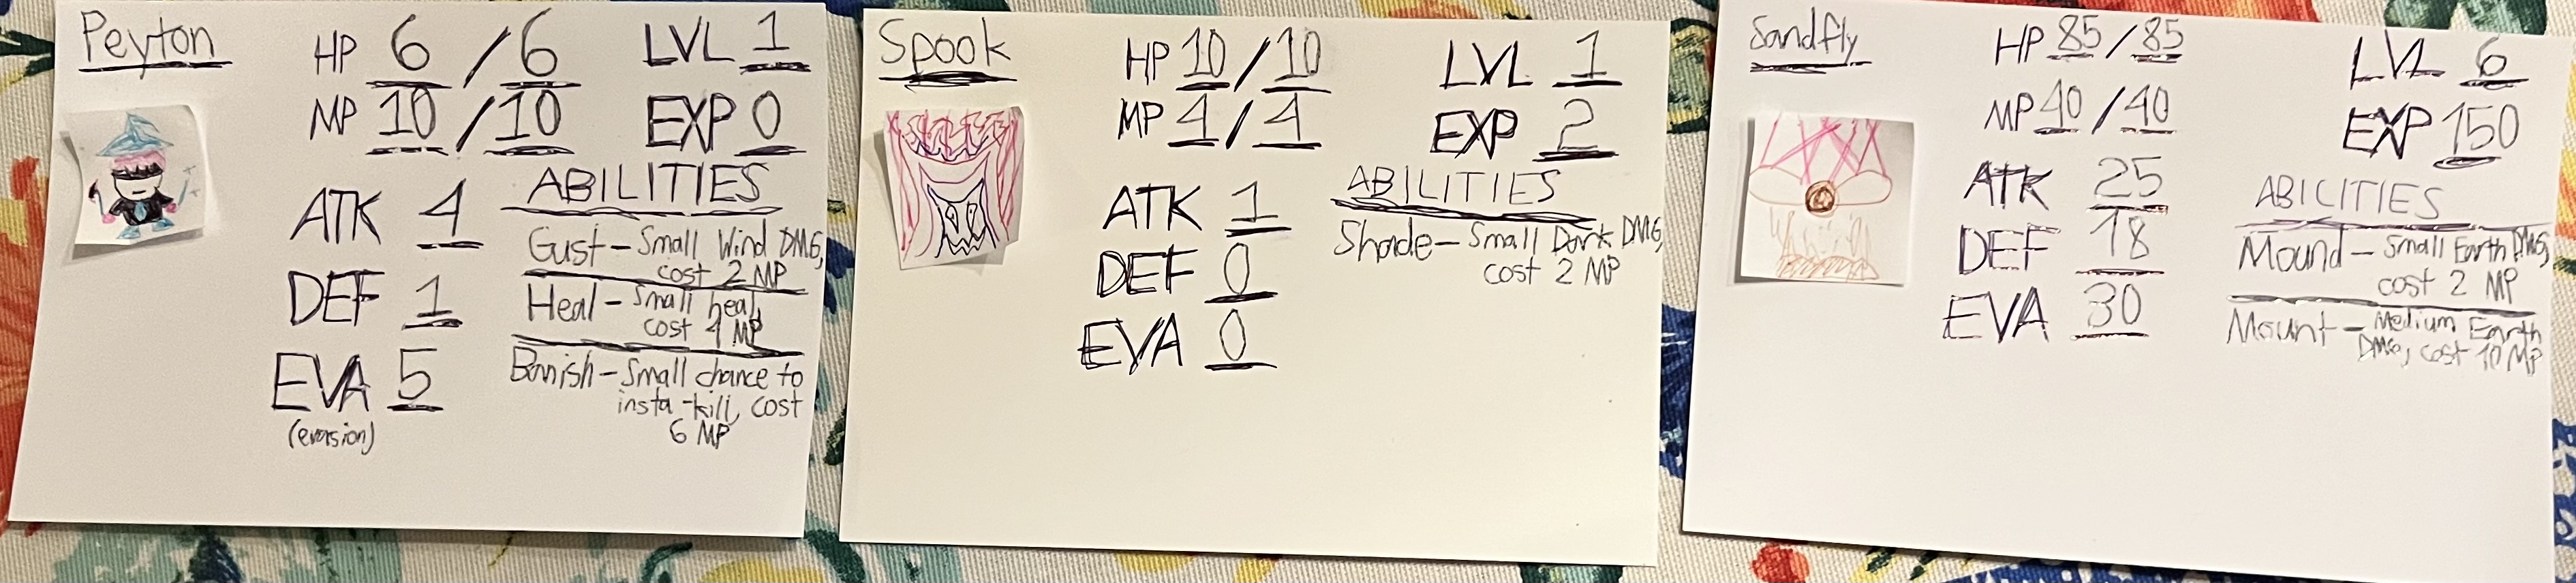 Peyton
HP 6 / 6
LVL 1
MP 10 / 10
EXP 0
ATK 4
DEF 1
EVA 5
(evasion)
ABILITIES
Gust - Small Wind DMG,
cost 2 MP
Heal - Small heal,
cost 4 MP
Banish - Small chance to
insta-kill, cost
6 MP
Spook
HP 10 / 10
LVL 1
MP 4 / 4
EXP 2
ATK 1
DEF 0
EVA 0
ABILITIES
Shade - Small Dark DMG,
cost 2 MP
Sandfly
HP 85 / 85
LVL 6
MP 40 / 40
EXP 150
ATK 25
DEF 18
EVA 30
ABILITIES
Mound - Small Earth DMG,
cost 2 MP
Mount - Medium Earth
DMG, cost 10 MP